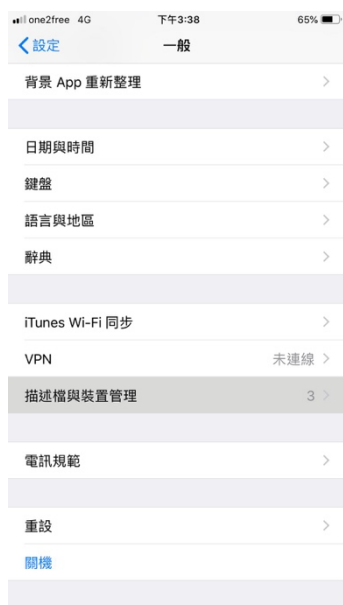 one2free 4G 下午3:38 65%
設定 一般
背景 App 重新整理
日期與時間
鍵盤
語言與地區
辭典
iTunes Wi-Fi 同步
VPN 未連線
描述檔與裝置管理 3
電訊規範
重設
關機